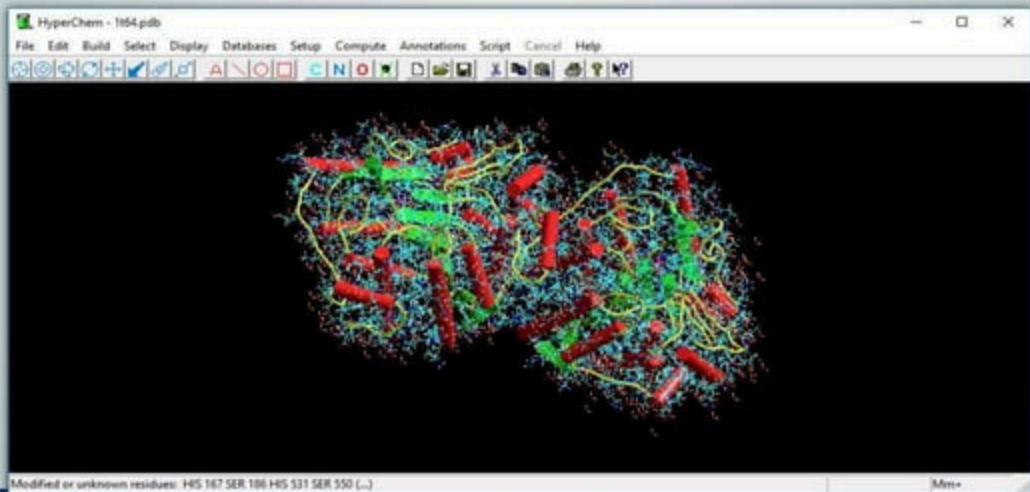 HyperChem - 1t64.pdb
File Edit Build Select Display Databases Setup Compute Annotations Script Cancel Help
A C N O
Modified or unknown residues: HIS 167 SER 186 HIS 531 SER 550 (...) Mm+